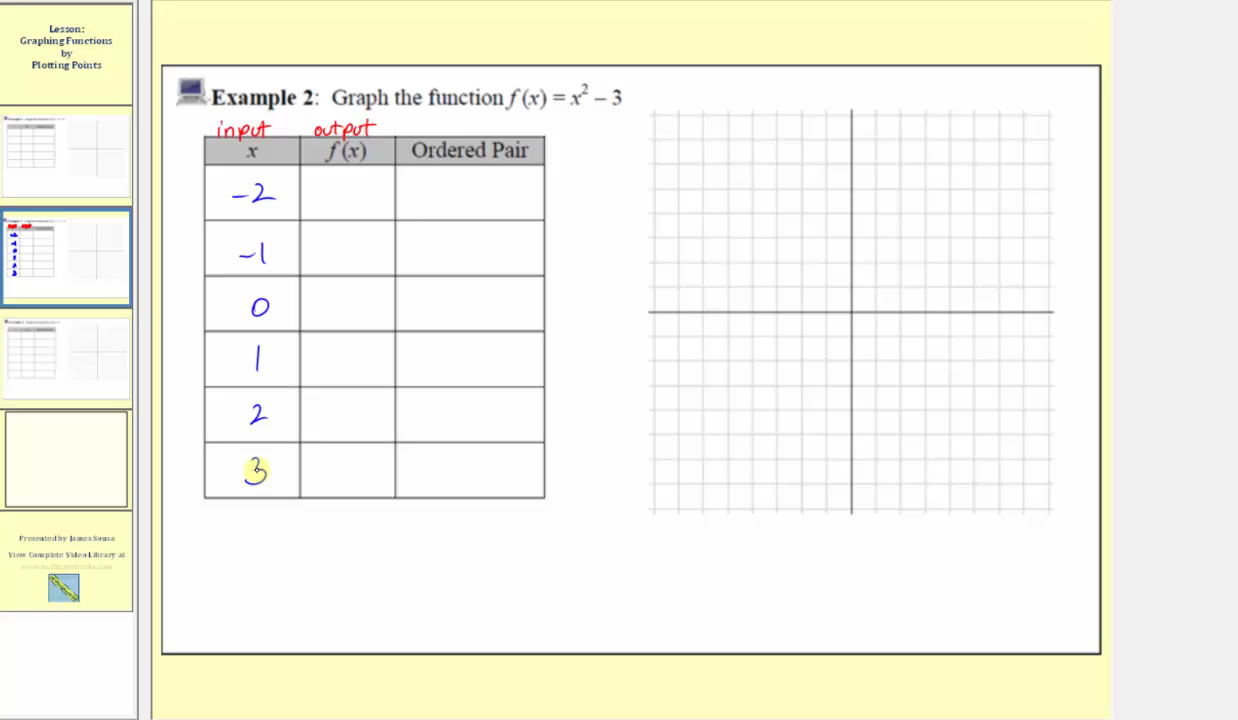 Lesson:
Graphing Functions
by
Plotting Points
Example 2: Graph the function f (x) = x² – 3
input output
x f (x) Ordered Pair
-2
-1
0
1
2
3
Presented by James Sousa
View Complete Video Library at